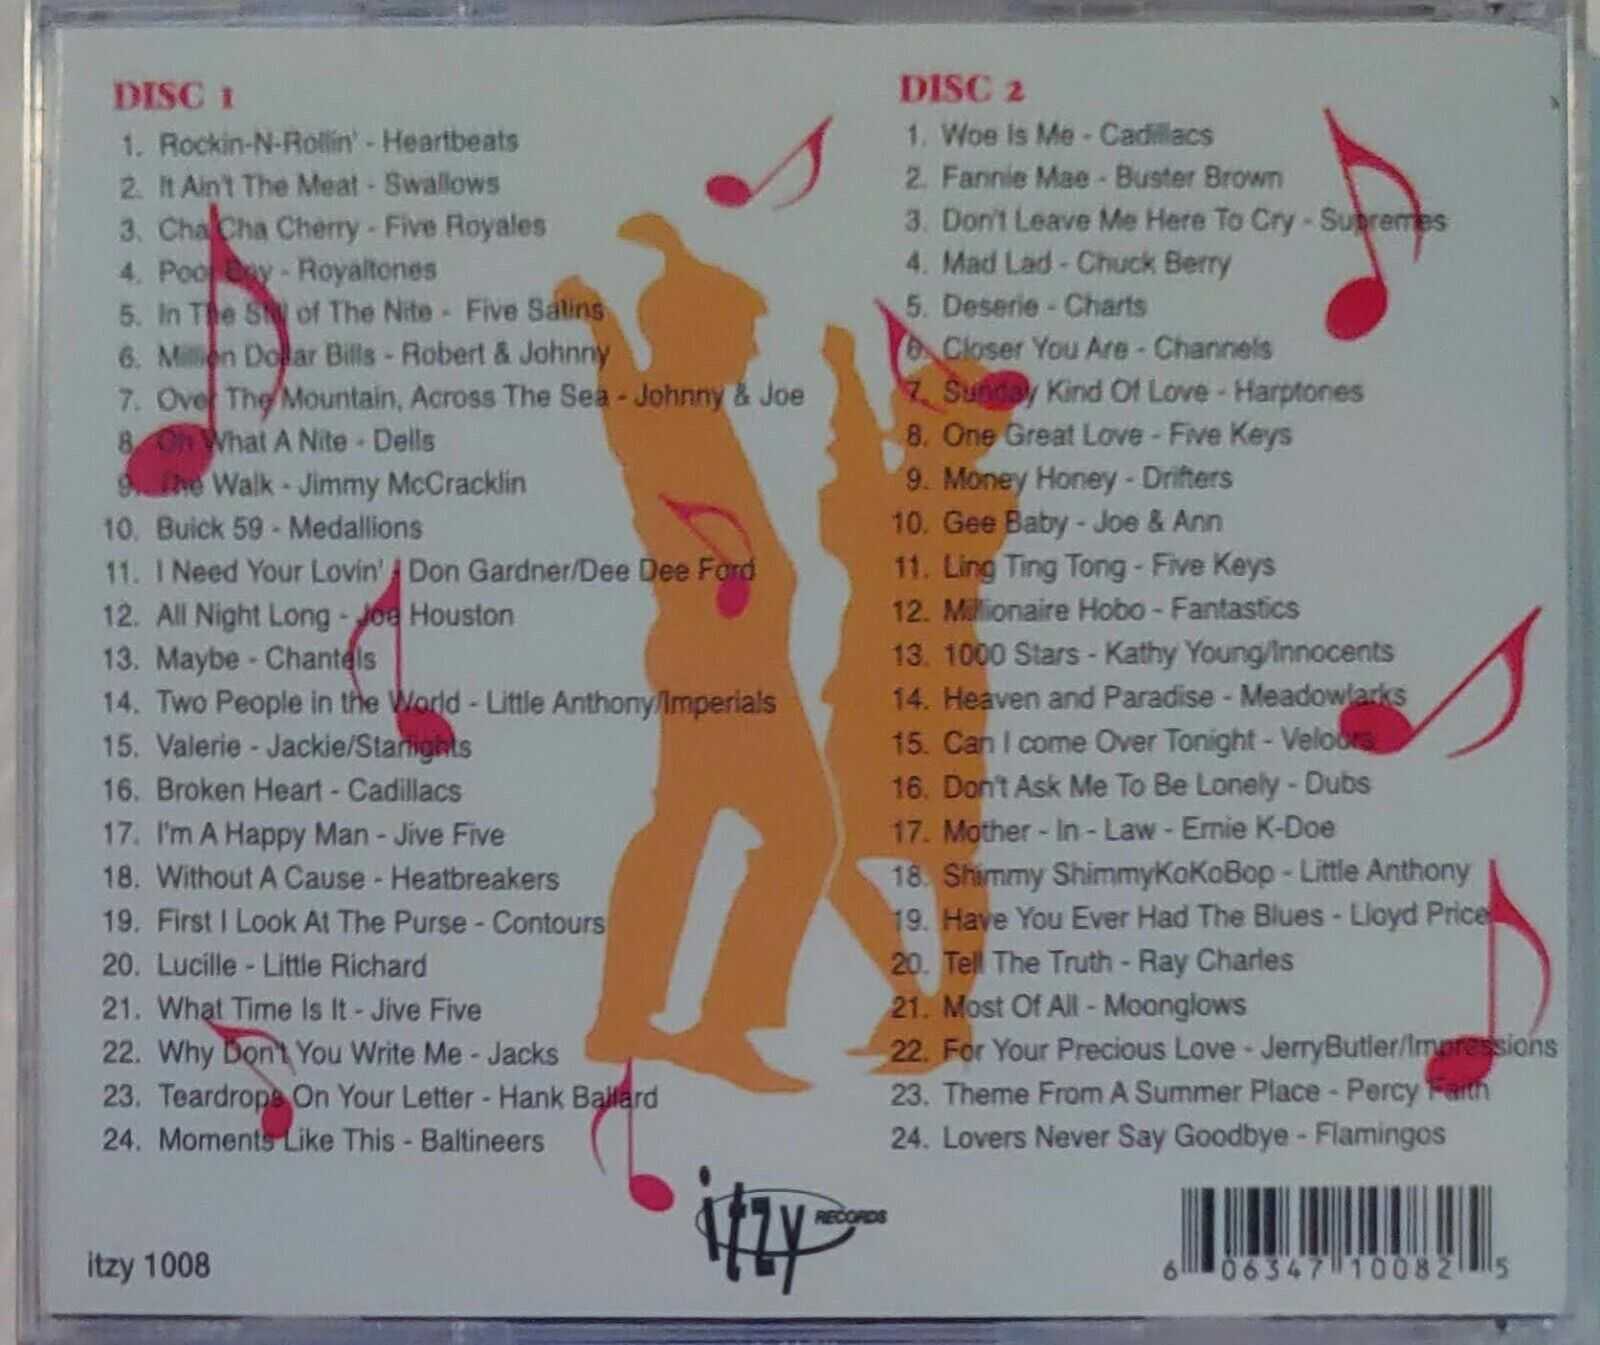 DISC 1
1. Rockin-N-Rollin' - Heartbeats
2. It Ain't The Meat - Swallows
3. Cha Cha Cherry - Five Royales
4. Poor Boy - Royaltones
5. In The Still of The Nite - Five Satins
6. Million Dollar Bills - Robert & Johnny
7. Over The Mountain, Across The Sea - Johnny & Joe
8. Oh What A Nite - Dells
9. The Walk - Jimmy McCracklin
10. Buick 59 - Medallions
11. I Need Your Lovin' - Don Gardner/Dee Dee Ford
12. All Night Long - Joe Houston
13. Maybe - Chantels
14. Two People in the World - Little Anthony/Imperials
15. Valerie - Jackie/Starlights
16. Broken Heart - Cadillacs
17. I'm A Happy Man - Jive Five
18. Without A Cause - Heatbreakers
19. First I Look At The Purse - Contours
20. Lucille - Little Richard
21. What Time Is It - Jive Five
22. Why Don't You Write Me - Jacks
23. Teardrops On Your Letter - Hank Ballard
24. Moments Like This - Baltineers
DISC 2
1. Woe Is Me - Cadillacs
2. Fannie Mae - Buster Brown
3. Don't Leave Me Here To Cry - Supremes
4. Mad Lad - Chuck Berry
5. Deserie - Charts
6. Closer You Are - Channels
7. Sunday Kind Of Love - Harptones
8. One Great Love - Five Keys
9. Money Honey - Drifters
10. Gee Baby - Joe & Ann
11. Ling Ting Tong - Five Keys
12. Millionaire Hobo - Fantastics
13. 1000 Stars - Kathy Young/Innocents
14. Heaven and Paradise - Meadowlarks
15. Can I come Over Tonight - Velours
16. Don't Ask Me To Be Lonely - Dubs
17. Mother - In - Law - Ernie K-Doe
18. Shimmy ShimmyKoKoBop - Little Anthony
19. Have You Ever Had The Blues - Lloyd Price
20. Tell The Truth - Ray Charles
21. Most Of All - Moonglows
22. For Your Precious Love - JerryButler/Impressions
23. Theme From A Summer Place - Percy Faith
24. Lovers Never Say Goodbye - Flamingos
itzy RECORDS
itzy 1008
6 06347 10082 5